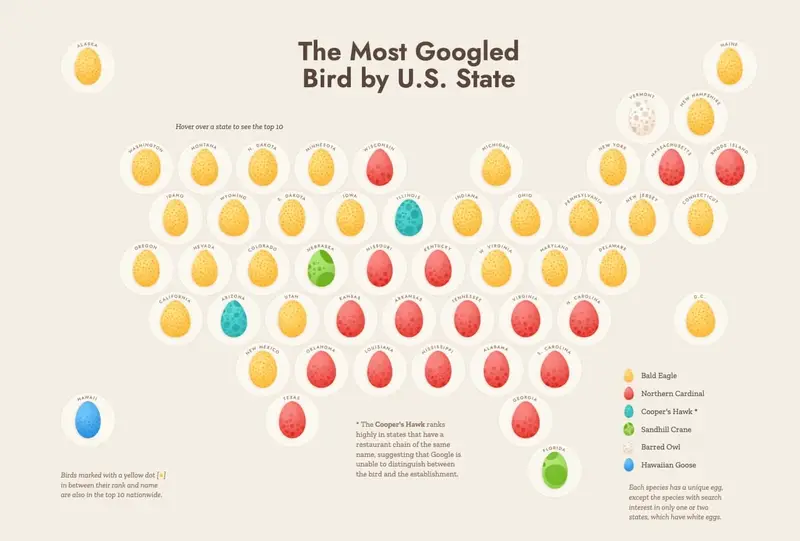 The Most Googled
Bird by U.S. State
ALASKA
MAINE
VERMONT
NEW HAMPSHIRE
Hover over a state to see the top 10
WASHINGTON
MONTANA
N. DAKOTA
MINNESOTA
WISCONSIN
MICHIGAN
NEW YORK
MASSACHUSETTS
RHODE ISLAND
IDAHO
WYOMING
S. DAKOTA
IOWA
ILLINOIS
INDIANA
OHIO
PENNSYLVANIA
NEW JERSEY
CONNECTICUT
OREGON
NEVADA
COLORADO
NEBRASKA
MISSOURI
KENTUCKY
W. VIRGINIA
MARYLAND
DELAWARE
CALIFORNIA
ARIZONA
UTAH
KANSAS
ARKANSAS
TENNESSEE
VIRGINIA
N. CAROLINA
D.C.
NEW MEXICO
OKLAHOMA
LOUISIANA
MISSISSIPPI
ALABAMA
S. CAROLINA
HAWAII
TEXAS
GEORGIA
FLORIDA
Bald Eagle
Northern Cardinal
Cooper's Hawk *
Sandhill Crane
Barred Owl
Hawaiian Goose
* The Cooper's Hawk ranks
highly in states that have a
restaurant chain of the same
name, suggesting that Google is
unable to distinguish between
the bird and the establishment.
Birds marked with a yellow dot [•]
in between their rank and name
are also in the top 10 nationwide.
Each species has a unique egg,
except the species with search
interest in only one or two
states, which have white eggs.